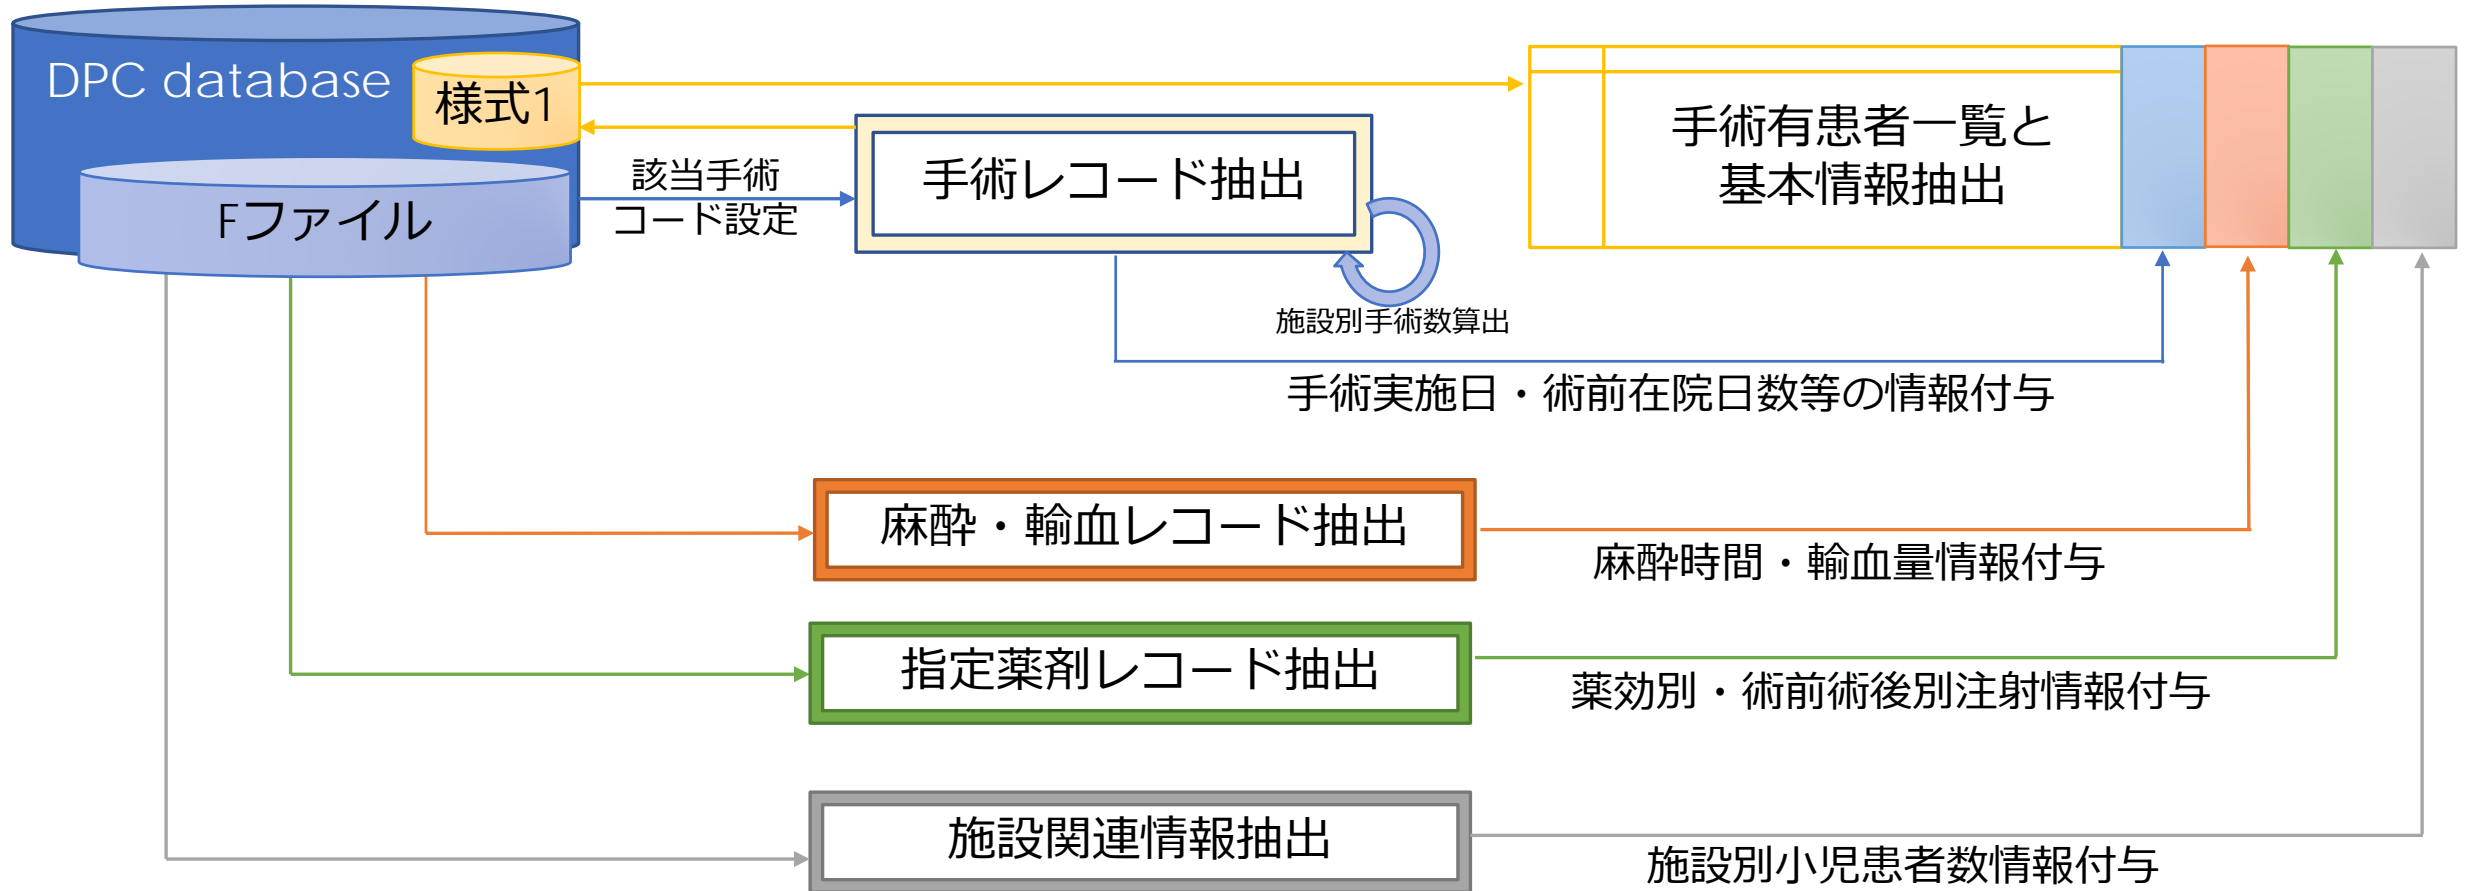 DPC database
様式1
Fファイル
該当手術
コード設定
手術レコード抽出
施設別手術数算出
手術有患者一覧と
基本情報抽出
手術実施日・術前在院日数等の情報付与
麻酔・輸血レコード抽出
麻酔時間・輸血量情報付与
指定薬剤レコード抽出
薬効別・術前術後別注射情報付与
施設関連情報抽出
施設別小児患者数情報付与